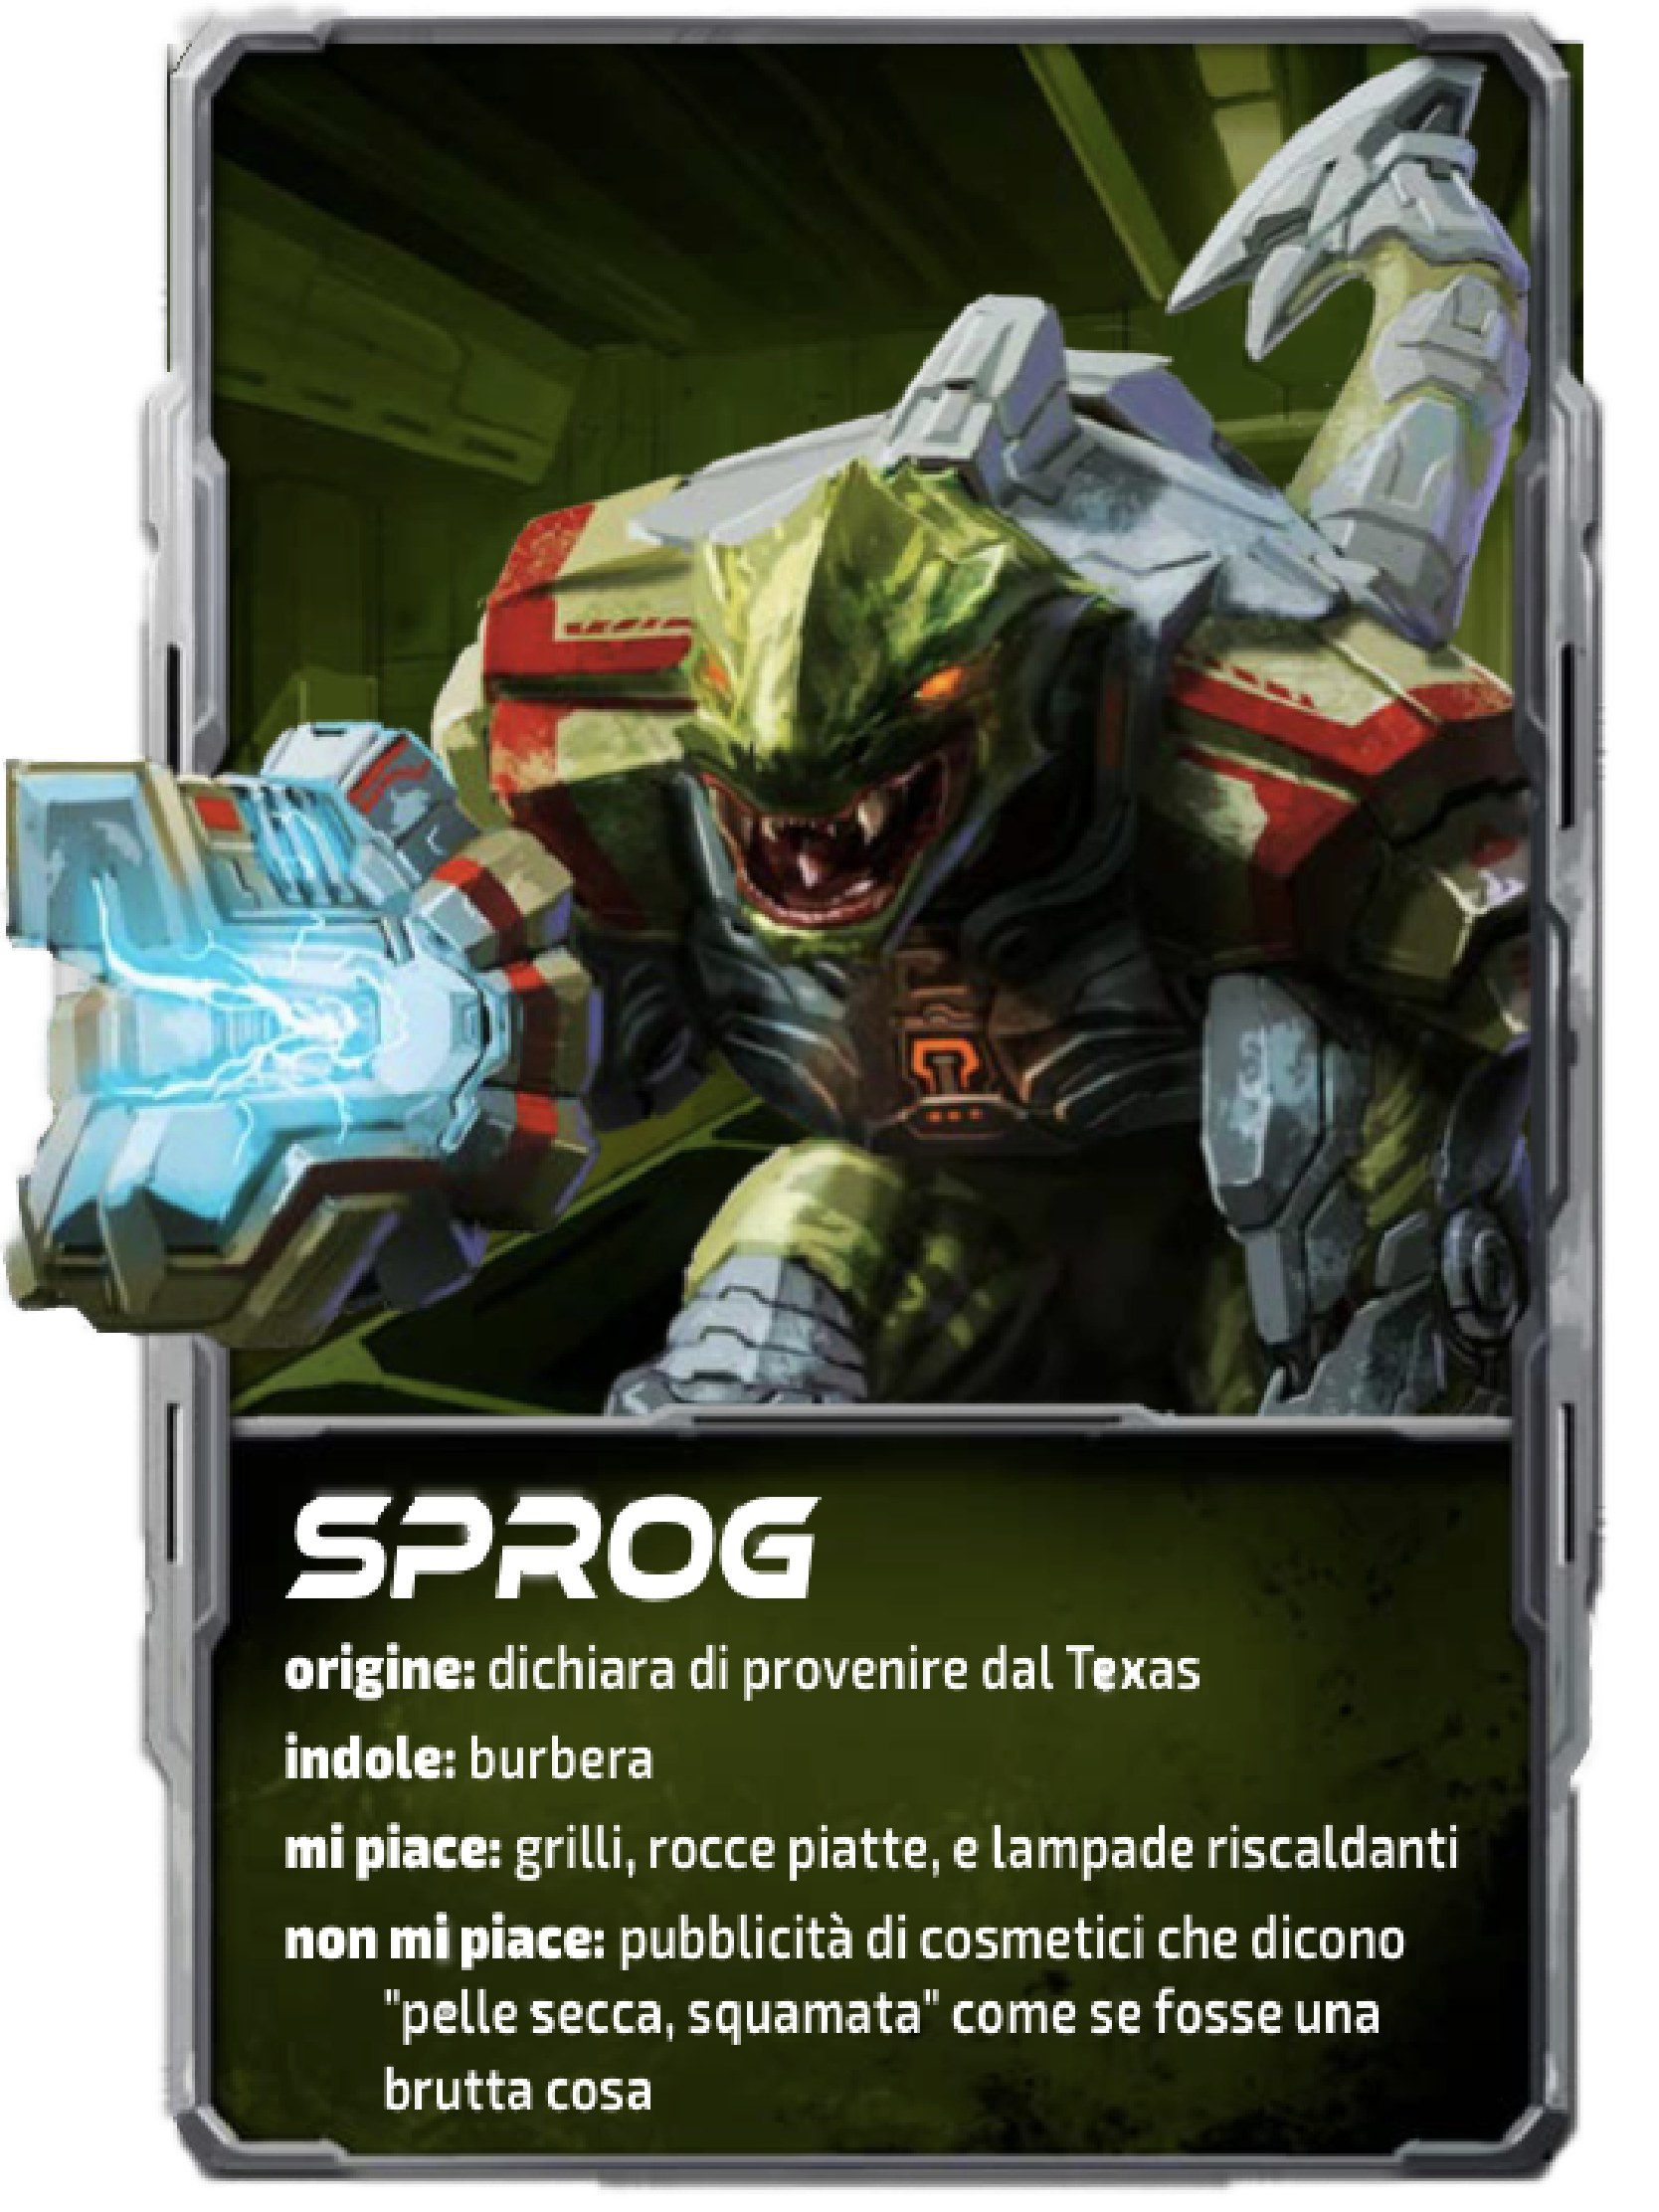 SPROG
origine: dichiara di provenire dal Texas
indole: burbera
mi piace: grilli, rocce piatte, e lampade riscaldanti
non mi piace: pubblicità di cosmetici che dicono
"pelle secca, squamata" come se fosse una
brutta cosa